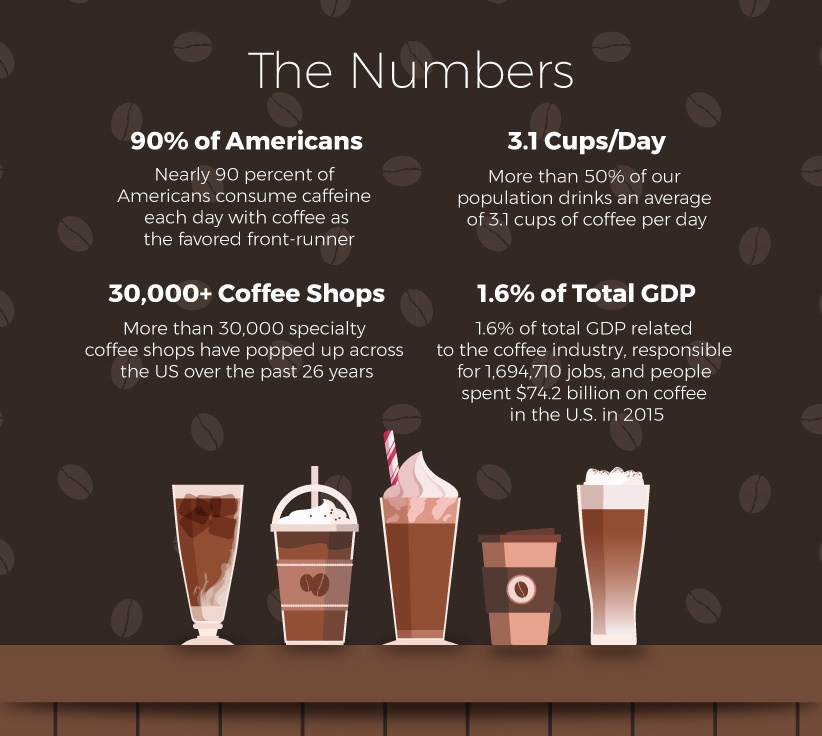 The Numbers
90% of Americans
Nearly 90 percent of
Americans consume caffeine
each day with coffee as
the favored front-runner
3.1 Cups/Day
More than 50% of our
population drinks an average
of 3.1 cups of coffee per day
30,000+ Coffee Shops
More than 30,000 specialty
coffee shops have popped up across
the US over the past 26 years
1.6% of Total GDP
1.6% of total GDP related
to the coffee industry, responsible
for 1,694,710 jobs, and people
spent $74.2 billion on coffee
in the U.S. in 2015